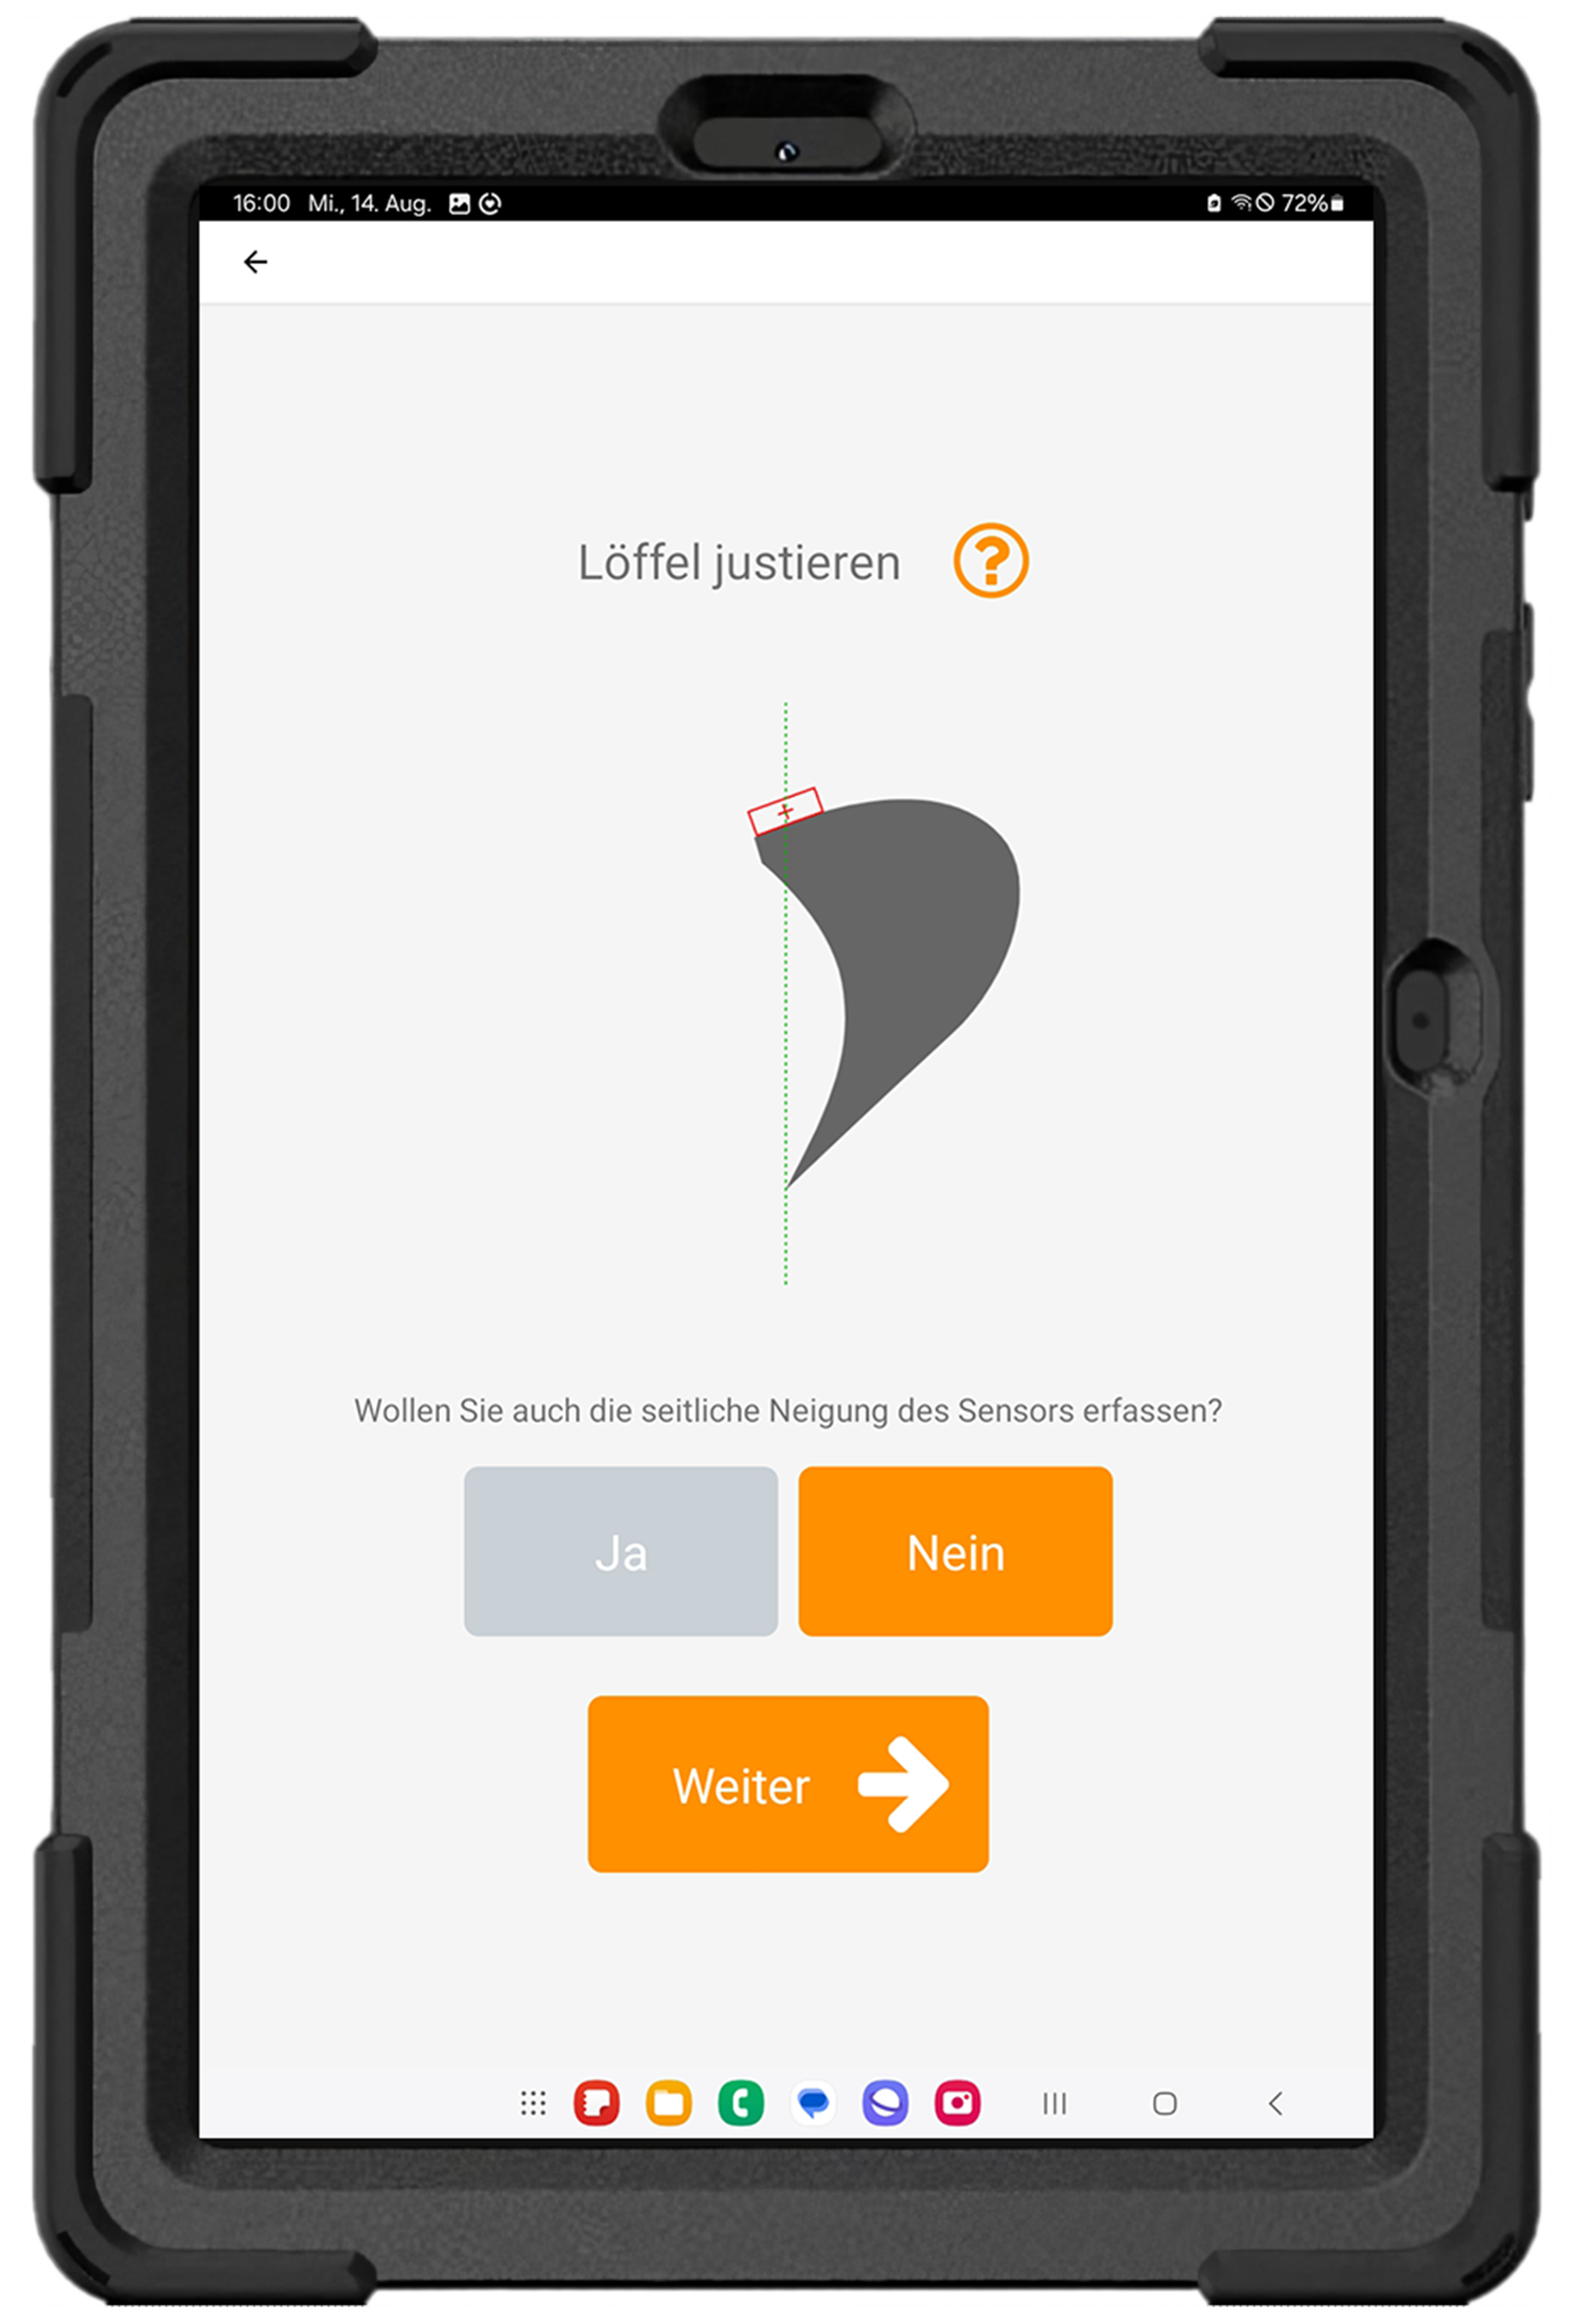 16:00 Mi., 14. Aug. 72%
Löffel justieren ?
Wollen Sie auch die seitliche Neigung des Sensors erfassen?
Ja Nein
Weiter